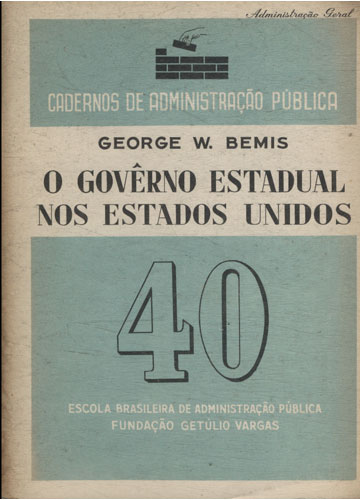 Administração Geral
CADERNOS DE ADMINISTRAÇÃO PÚBLICA
GEORGE W. BEMIS
O GOVÊRNO ESTADUAL
NOS ESTADOS UNIDOS
40
ESCOLA BRASILEIRA DE ADMINISTRAÇÃO PÚBLICA
FUNDAÇÃO GETÚLIO VARGAS